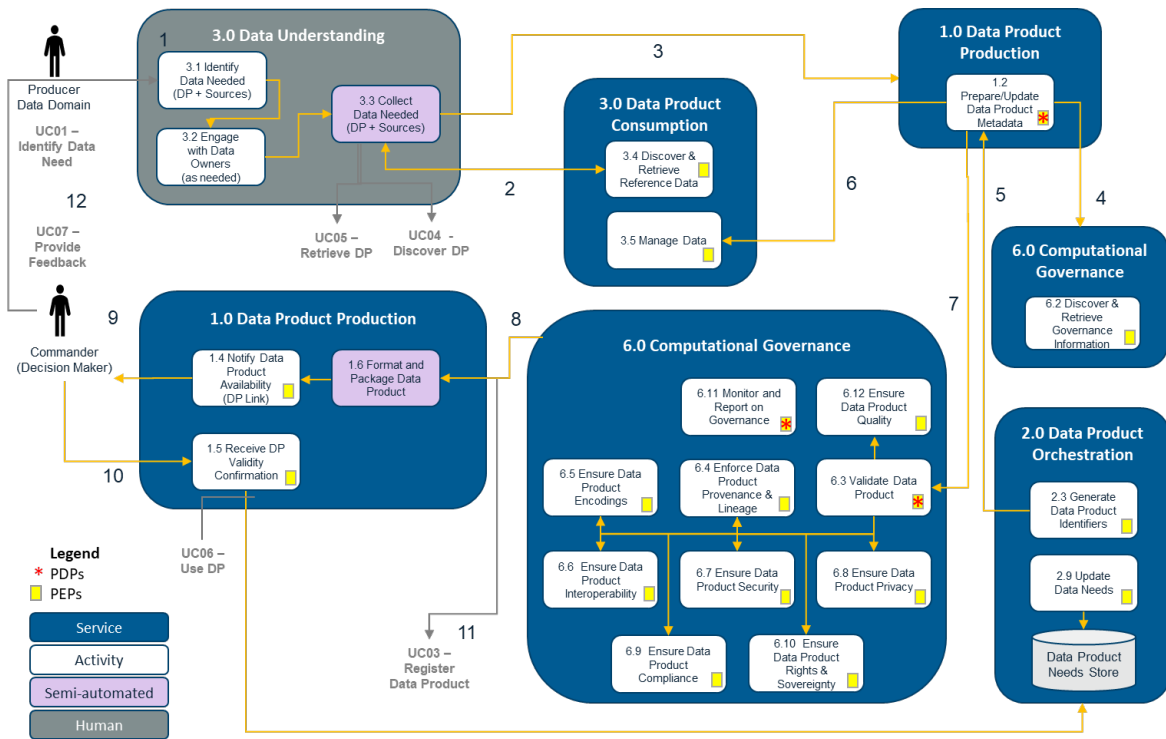 Producer
Data Domain
UC01 –
Identify Data
Need
12
UC07 –
Provide
Feedback
1
3.0 Data Understanding
3.1 Identify
Data Needed
(DP + Sources)
3.2 Engage
with Data
Owners
(as needed)
3.3 Collect
Data Needed
(DP + Sources)
UC05 –
Retrieve DP
UC04 -
Discover DP
2
3
3.0 Data Product
Consumption
3.4 Discover &
Retrieve
Reference Data
3.5 Manage Data
1.0 Data Product
Production
1.2
Prepare/Update
Data Product
Metadata
*
6
5
4
7
6.0 Computational
Governance
6.2 Discover &
Retrieve
Governance
Information
Commander
(Decision Maker)
9
10
1.0 Data Product Production
1.4 Notify Data
Product
Availability
(DP Link)
1.6 Format and
Package Data
Product
1.5 Receive DP
Validity
Confirmation
UC06 –
Use DP
8
11
UC03 –
Register
Data Product
6.0 Computational Governance
6.11 Monitor and
Report on
Governance
*
6.12 Ensure
Data Product
Quality
6.5 Ensure Data
Product
Encodings
6.4 Enforce Data
Product
Provenance &
Lineage
6.3 Validate Data
Product
*
6.6 Ensure Data
Product
Interoperability
6.7 Ensure Data
Product Security
6.8 Ensure Data
Product Privacy
6.9 Ensure Data
Product
Compliance
6.10 Ensure
Data Product
Rights &
Sovereignty
2.0 Data Product
Orchestration
2.3 Generate
Data Product
Identifiers
2.9 Update
Data Needs
Data Product
Needs Store
Legend
* PDPs
PEPs
Service
Activity
Semi-automated
Human